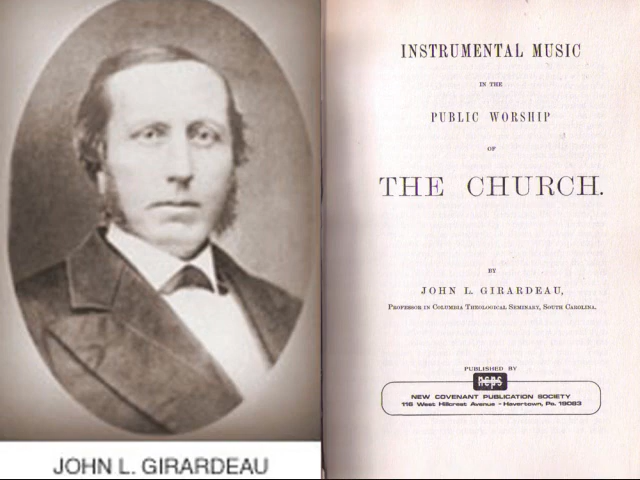 JOHN L. GIRARDEAU
INSTRUMENTAL MUSIC
IN THE
PUBLIC WORSHIP
OF
THE CHURCH.
BY
JOHN L. GIRARDEAU,
PROFESSOR IN COLUMBIA THEOLOGICAL SEMINARY, SOUTH CAROLINA.
PUBLISHED BY
ncps
NEW COVENANT PUBLICATION SOCIETY
116 West Hillcrest Avenue - Havertown, Pa. 19083